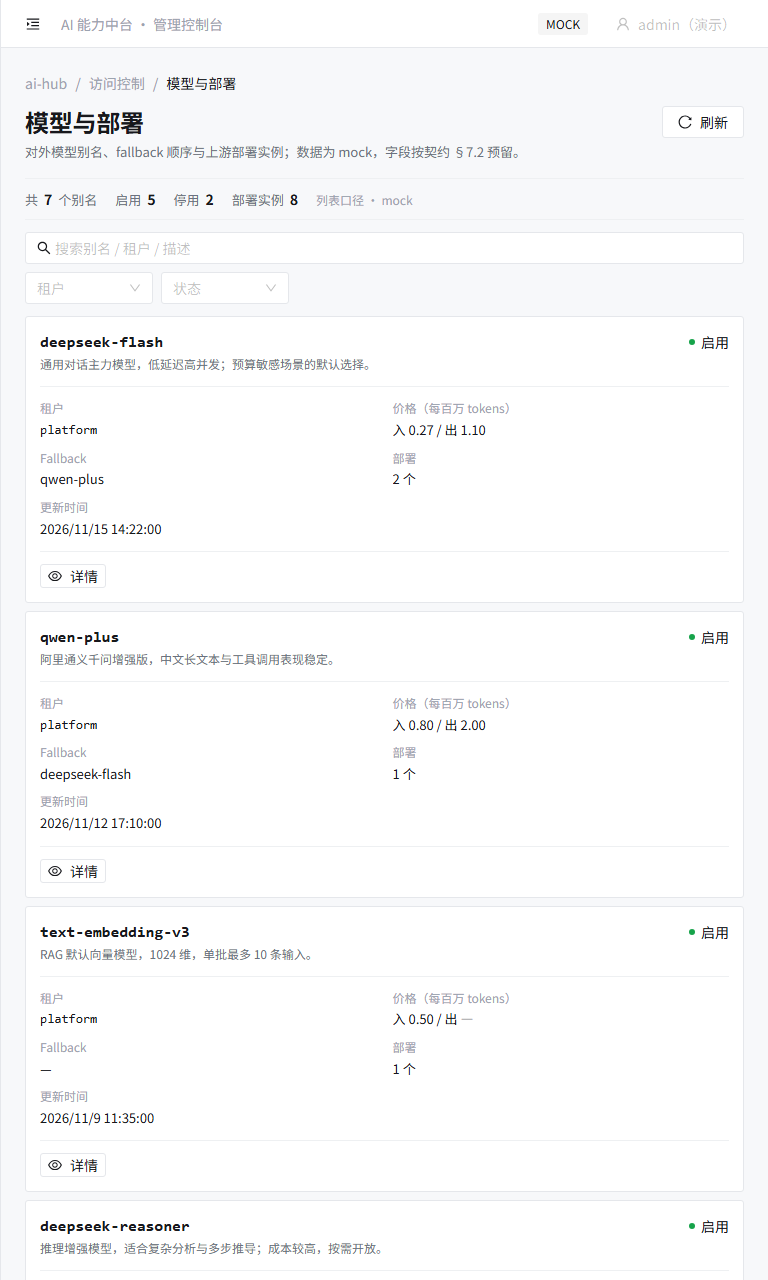 AI 能力中台 • 管理控制台
MOCK
admin（演示）
ai-hub / 访问控制 / 模型与部署
模型与部署
刷新
对外模型别名、fallback 顺序与上游部署实例；数据为 mock，字段按契约 §7.2 预留。
共 7 个别名 启用 5 停用 2 部署实例 8 列表口径 • mock
搜索别名 / 租户 / 描述
租户 状态
deepseek-flash 启用
通用对话主力模型，低延迟高并发；预算敏感场景的默认选择。
租户 价格（每百万 tokens）
platform 入 0.27 / 出 1.10
Fallback 部署
qwen-plus 2 个
更新时间
2026/11/15 14:22:00
详情
qwen-plus 启用
阿里通义千问增强版，中文长文本与工具调用表现稳定。
租户 价格（每百万 tokens）
platform 入 0.80 / 出 2.00
Fallback 部署
deepseek-flash 1 个
更新时间
2026/11/12 17:10:00
详情
text-embedding-v3 启用
RAG 默认向量模型，1024 维，单批最多 10 条输入。
租户 价格（每百万 tokens）
platform 入 0.50 / 出 —
Fallback 部署
— 1 个
更新时间
2026/11/9 11:35:00
详情
deepseek-reasoner 启用
推理增强模型，适合复杂分析与多步推导；成本较高，按需开放。